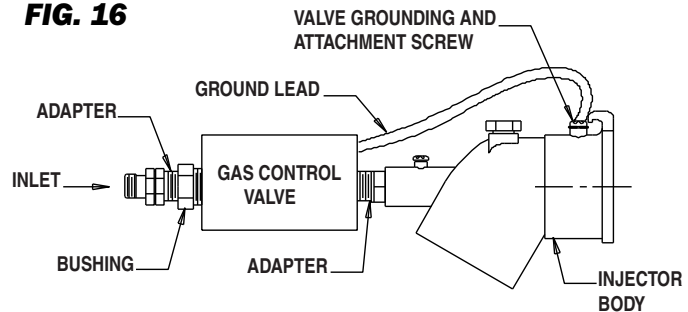 FIG. 16
VALVE GROUNDING AND
ATTACHMENT SCREW
GROUND LEAD
ADAPTER
INLET
GAS CONTROL
VALVE
BUSHING
ADAPTER
INJECTOR
BODY